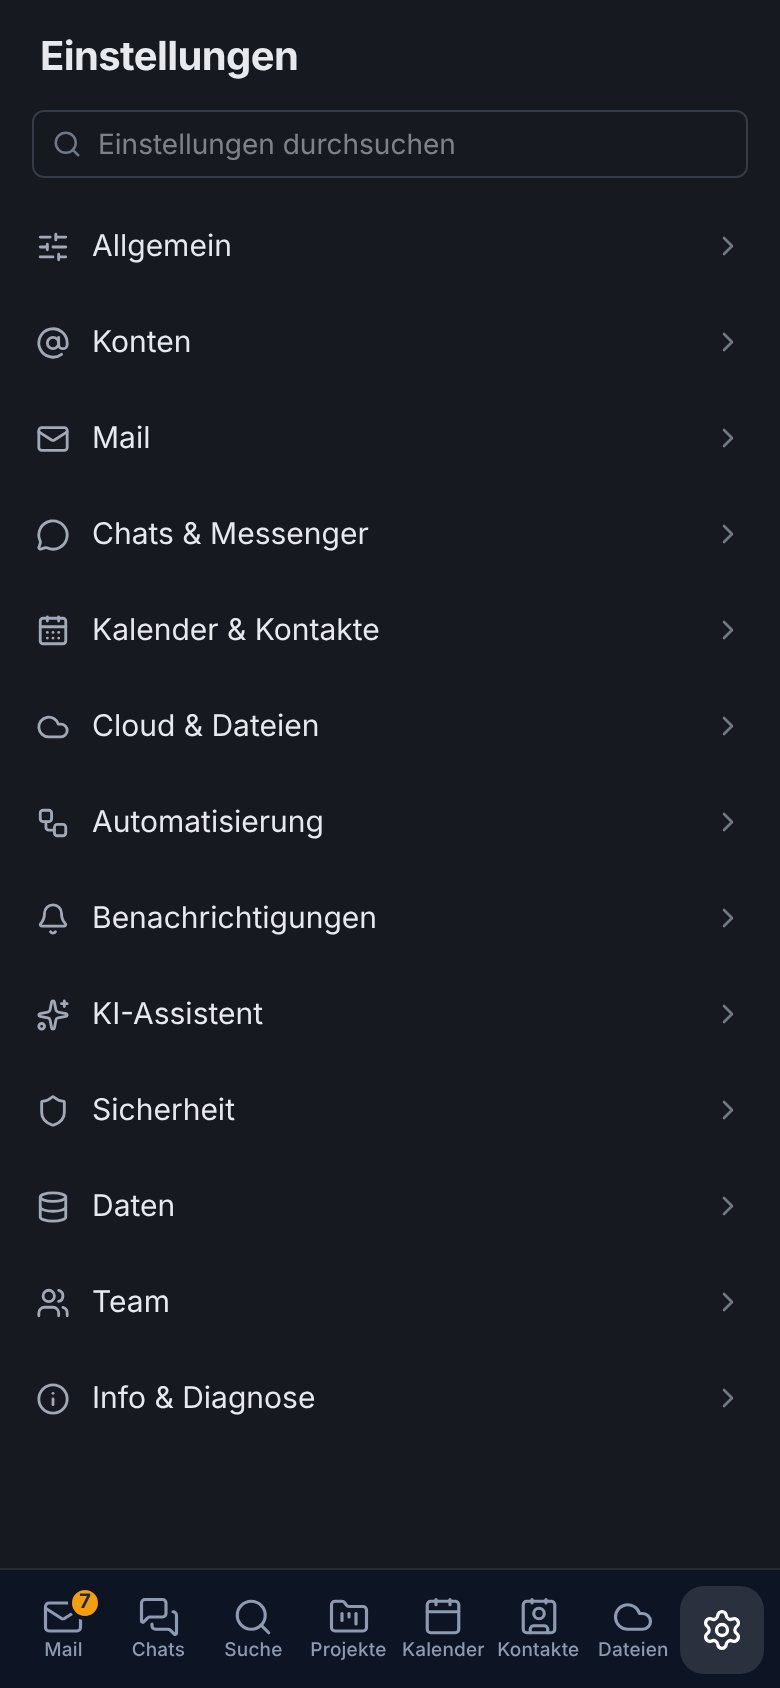 Einstellungen
Einstellungen durchsuchen
Allgemein
Konten
Mail
Chats & Messenger
Kalender & Kontakte
Cloud & Dateien
Automatisierung
Benachrichtigungen
KI-Assistent
Sicherheit
Daten
Team
Info & Diagnose
7
Mail Chats Suche Projekte Kalender Kontakte Dateien